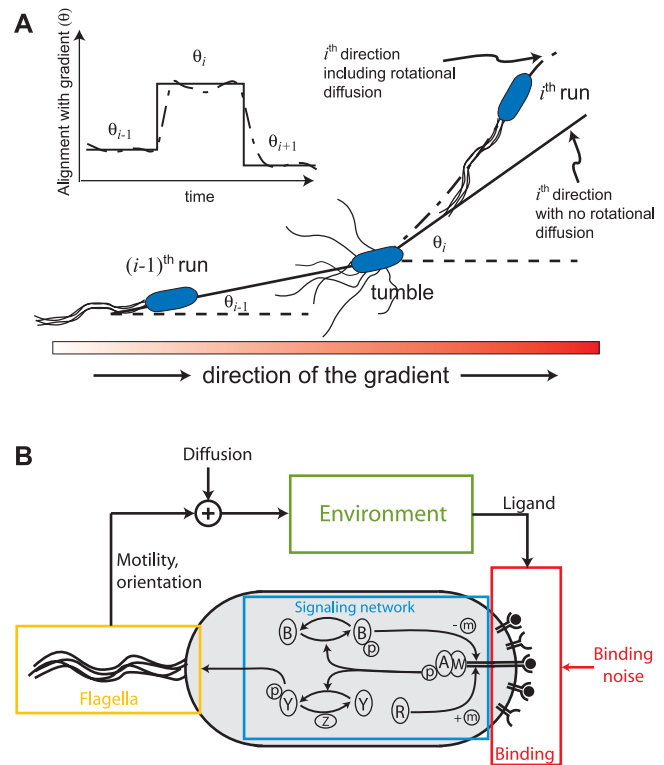 A
Alignment with gradient (θ)
θi
θi-1
θi+1
time
ith direction
including rotational
diffusion
ith run
ith direction
with no rotational
diffusion
θi
(i-1)th run
θi-1
tumble
direction of the gradient
B
Diffusion
+
Environment
Ligand
Motility,
orientation
Signaling network
B
B
p
- m
p
A
W
p
Y
Y
Z
R
+ m
Flagella
Binding
noise
Binding